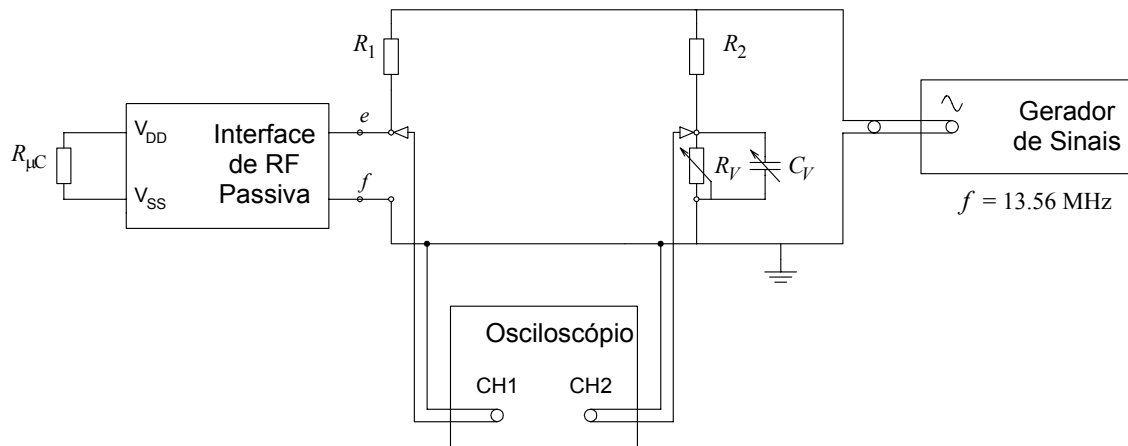 R1
R2
RμC
VDD
VSS
Interface
de RF
Passiva
e
f
RV
CV
Gerador
de Sinais
f = 13.56 MHz
Osciloscópio
CH1
CH2